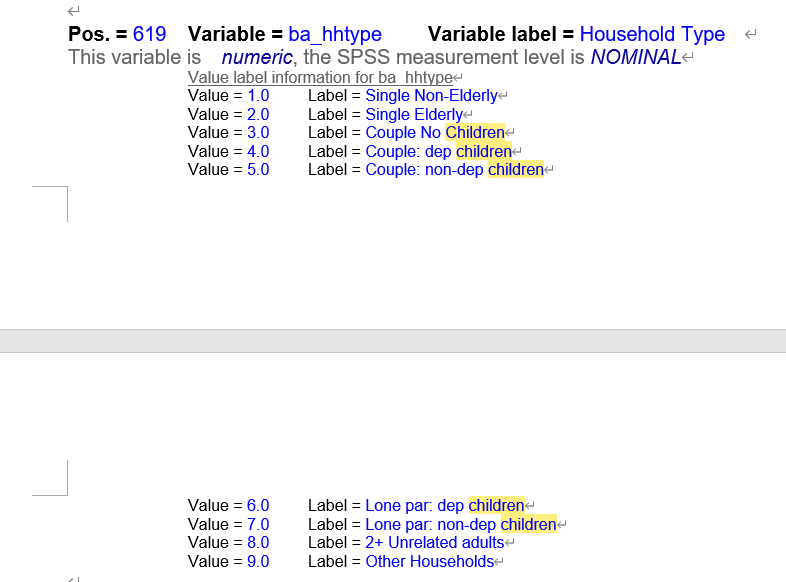 Pos. = 619 Variable = ba_hhtype Variable label = Household Type
This variable is numeric, the SPSS measurement level is NOMINAL
Value label information for ba_hhtype
Value = 1.0 Label = Single Non-Elderly
Value = 2.0 Label = Single Elderly
Value = 3.0 Label = Couple No Children
Value = 4.0 Label = Couple: dep children
Value = 5.0 Label = Couple: non-dep children
Value = 6.0 Label = Lone par: dep children
Value = 7.0 Label = Lone par: non-dep children
Value = 8.0 Label = 2+ Unrelated adults
Value = 9.0 Label = Other Households